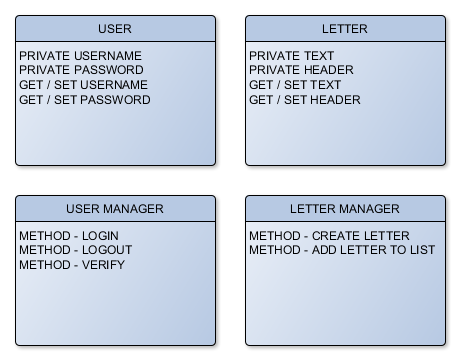 USER
PRIVATE USERNAME
PRIVATE PASSWORD
GET / SET USERNAME
GET / SET PASSWORD
LETTER
PRIVATE TEXT
PRIVATE HEADER
GET / SET TEXT
GET / SET HEADER
USER MANAGER
METHOD - LOGIN
METHOD - LOGOUT
METHOD - VERIFY
LETTER MANAGER
METHOD - CREATE LETTER
METHOD - ADD LETTER TO LIST